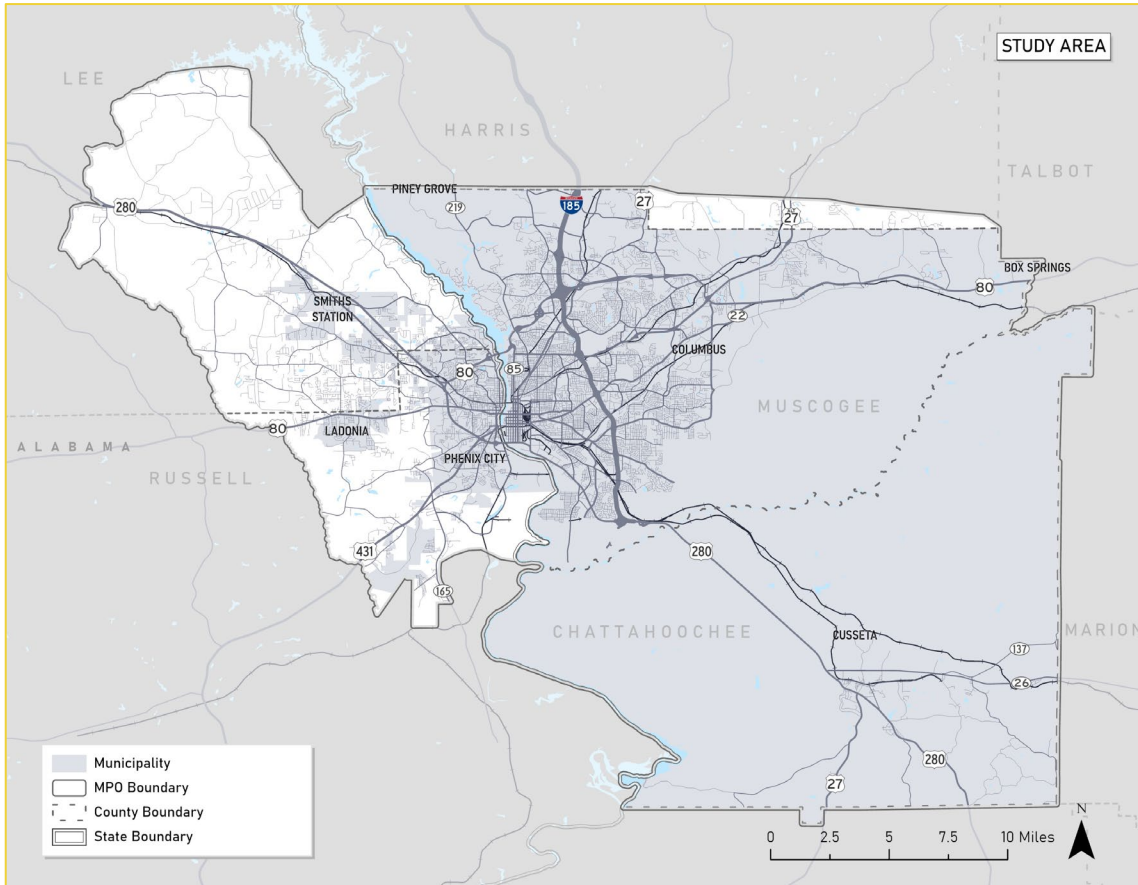 STUDY AREA
LEE
HARRIS
TALBOT
PINEY GROVE
280
219
INTERSTATE
185
27
27
BOX SPRINGS
80
SMITHS
STATION
22
COLUMBUS
80
85
MUSCOGEE
80
LADONIA
ALABAMA
PHENIX CITY
RUSSELL
431
280
165
CHATTAHOOCHEE
CUSSETA
MARION
137
26
280
27
Municipality
MPO Boundary
County Boundary
State Boundary
N
0 2.5 5 7.5 10 Miles